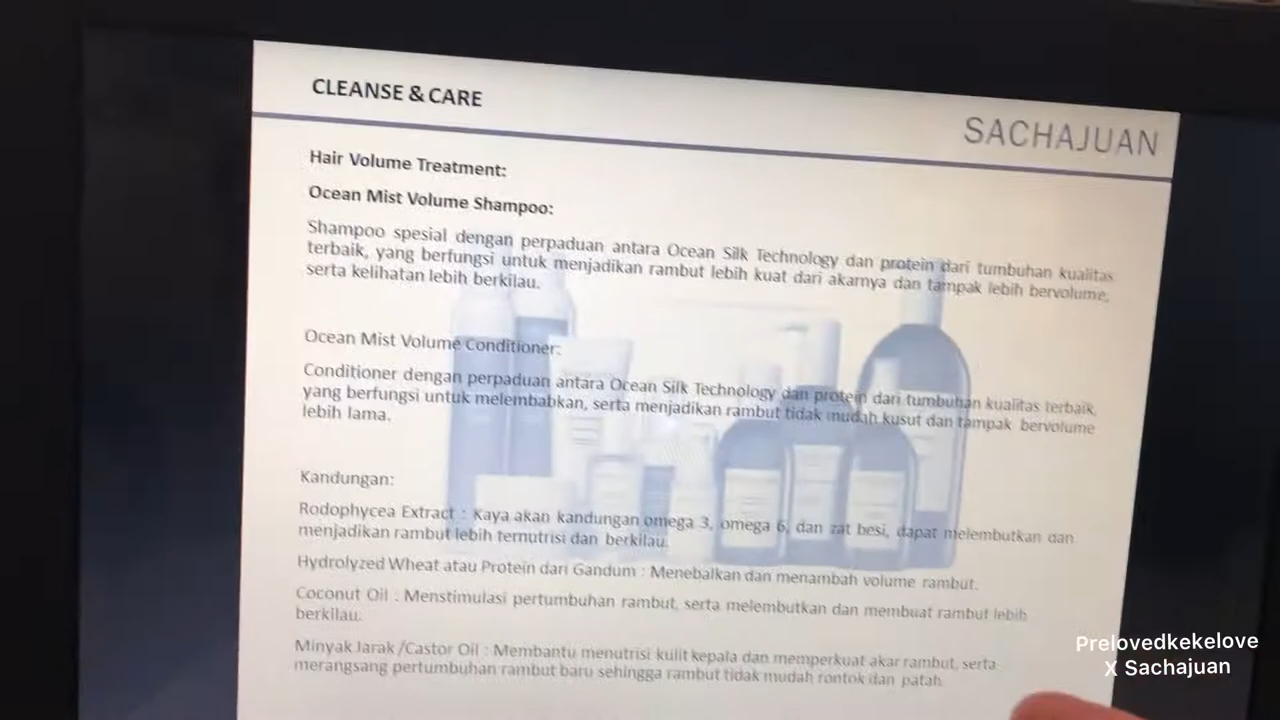 CLEANSE & CARE
SACHAJUAN
Hair Volume Treatment:
Ocean Mist Volume Shampoo:
Shampoo spesial dengan perpaduan antara Ocean Silk Technology dan protein dari tumbuhan kualitas
terbaik, yang berfungsi untuk menjadikan rambut lebih kuat dari akarnya dan tampak lebih bervolume,
serta kelihatan lebih berkilau.
Ocean Mist Volume Conditioner:
Conditioner dengan perpaduan antara Ocean Silk Technology dan protein dari tumbuhan kualitas terbaik,
yang berfungsi untuk melembabkan, serta menjadikan rambut tidak mudah kusut dan tampak bervolume
lebih lama.
Kandungan:
Rodophycea Extract : Kaya akan kandungan omega 3, omega 6, dan zat besi, dapat melembutkan dan
menjadikan rambut lebih ternutrisi dan berkilau.
Hydrolyzed Wheat atau Protein dari Gandum : Menebalkan dan menambah volume rambut.
Coconut Oil : Menstimulasi pertumbuhan rambut, serta melembutkan dan membuat rambut lebih
berkilau.
Minyak Jarak /Castor Oil : Membantu menutrisi kulit kepala dan memperkuat akar rambut, serta
merangsang pertumbuhan rambut baru sehingga rambut tidak mudah rontok dan patah.
Prelovedkekelove
X Sachajuan